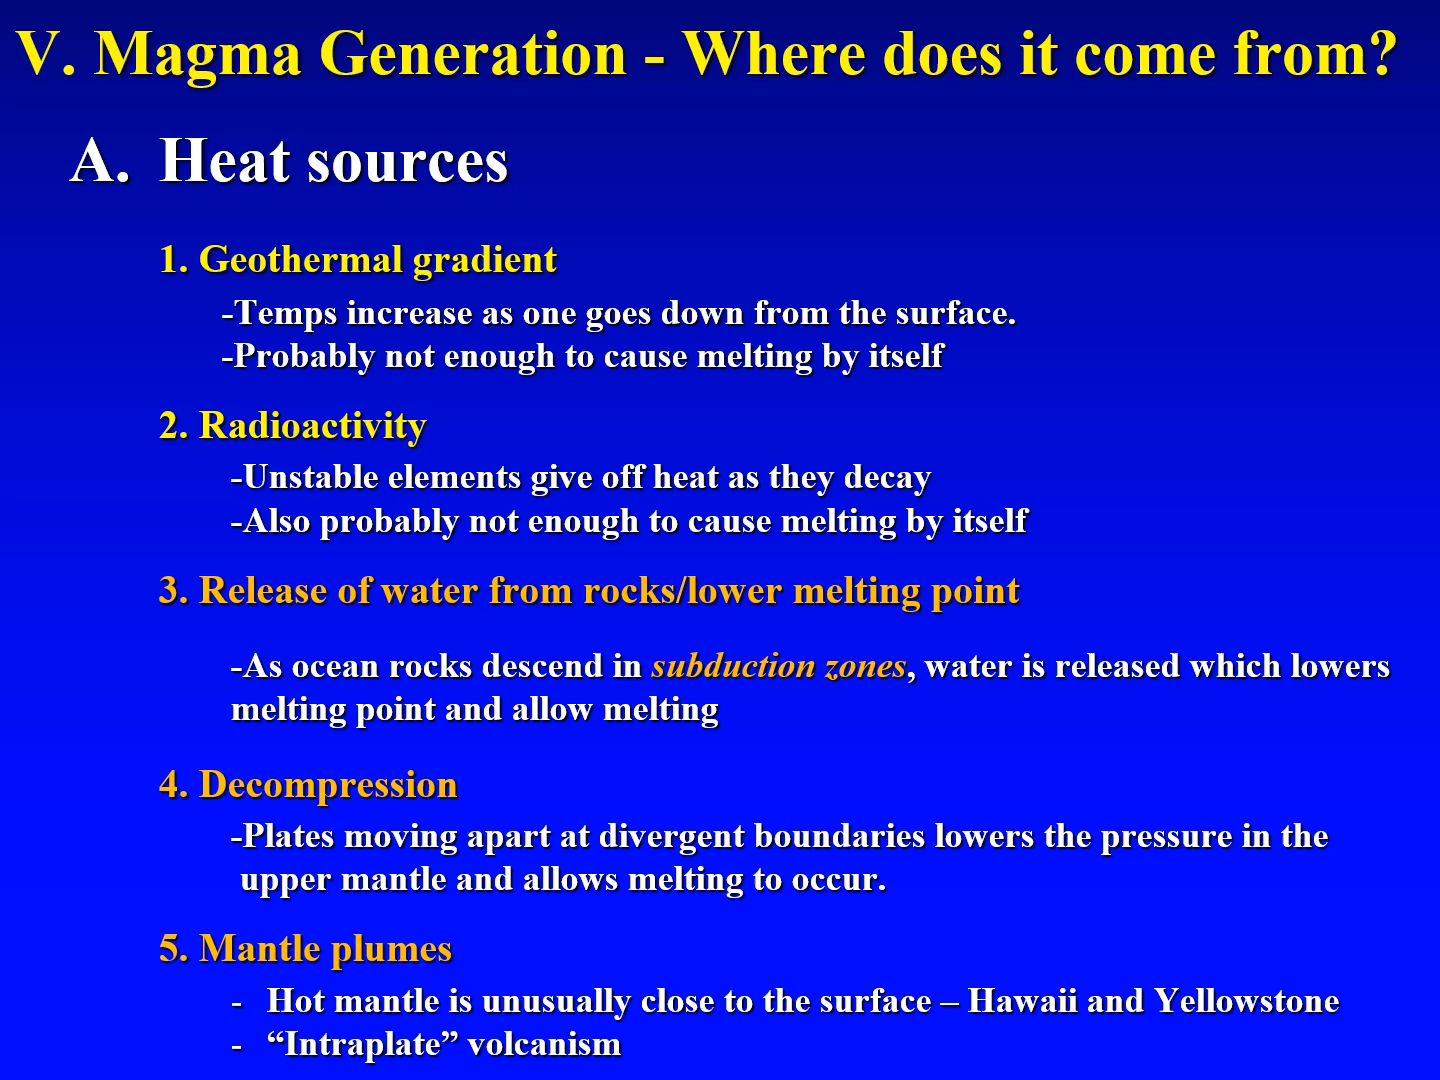 V. Magma Generation - Where does it come from?
A. Heat sources
1. Geothermal gradient
-Temps increase as one goes down from the surface.
-Probably not enough to cause melting by itself
2. Radioactivity
-Unstable elements give off heat as they decay
-Also probably not enough to cause melting by itself
3. Release of water from rocks/lower melting point
-As ocean rocks descend in subduction zones, water is released which lowers
melting point and allow melting
4. Decompression
-Plates moving apart at divergent boundaries lowers the pressure in the
upper mantle and allows melting to occur.
5. Mantle plumes
- Hot mantle is unusually close to the surface – Hawaii and Yellowstone
- “Intraplate” volcanism